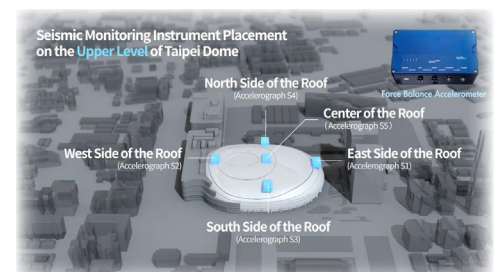 Seismic Monitoring Instrument Placement
on the Upper Level of Taipei Dome
Force Balance Accelerometer
North Side of the Roof
(Accelerograph S4)
Center of the Roof
(Accelerograph S5)
West Side of the Roof
(Accelerograph S2)
East Side of the Roof
(Accelerograph S1)
South Side of the Roof
(Accelerograph S3)